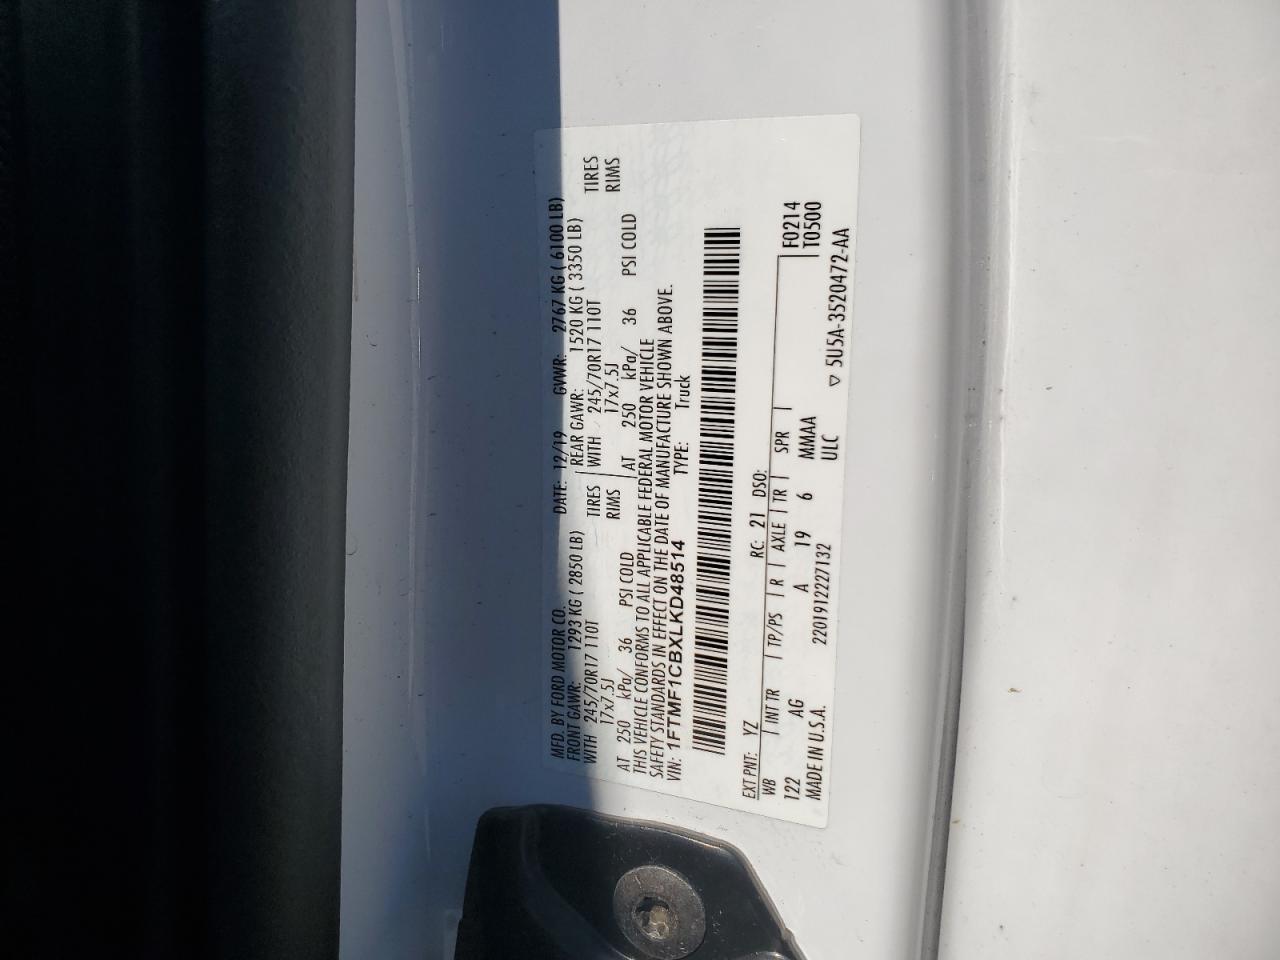 MFD. BY FORD MOTOR CO. DATE: 12/19 GVWR: 2767 KG ( 6100 LB)
FRONT GAWR: 1293 KG ( 2850 LB) REAR GAWR: 1520 KG ( 3350 LB)
WITH 245/70R17 110T TIRES WITH 245/70R17 110T TIRES
17x7.5J RIMS 17x7.5J RIMS
AT 250 kPa/ 36 PSI COLD AT 250 kPa/ 36 PSI COLD
THIS VEHICLE CONFORMS TO ALL APPLICABLE FEDERAL MOTOR VEHICLE
SAFETY STANDARDS IN EFFECT ON THE DATE OF MANUFACTURE SHOWN ABOVE.
VIN: 1FTMF1CBXLKD48514 TYPE: Truck
EXT PNT: YZ RC: 21 DSO:
WB INT TR TP/PS R AXLE TR SPR F0214
122 AG A 19 6 MMAA T0500
MADE IN U.S.A. 2201912227132 ULC ▽ 5U5A-3520472-AA